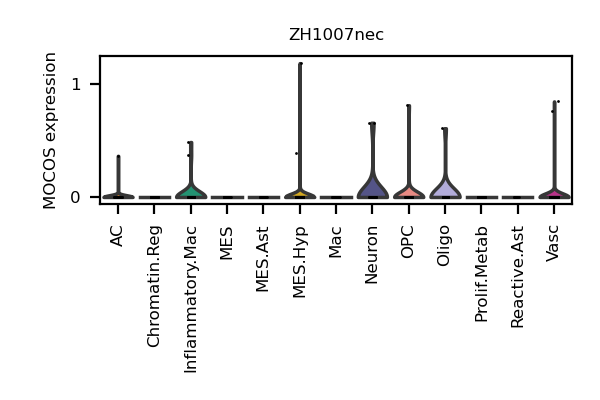 ZH1007nec
MOCOS expression
1
0
AC
Chromatin.Reg
Inflammatory.Mac
MES
MES.Ast
MES.Hyp
Mac
Neuron
OPC
Oligo
Prolif.Metab
Reactive.Ast
Vasc